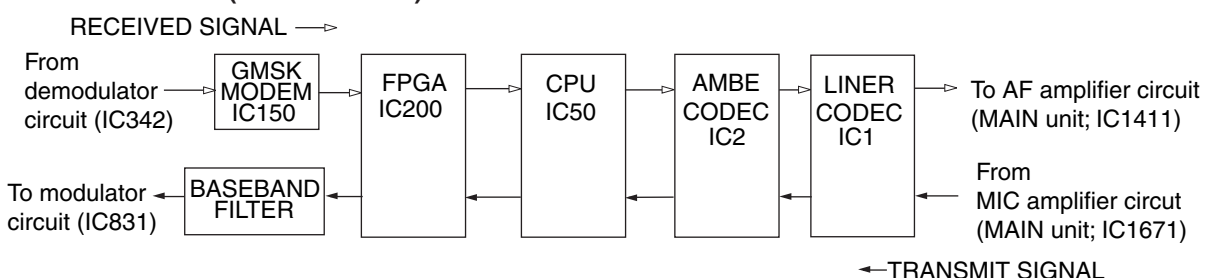 RECEIVED SIGNAL
From
demodulator
circuit (IC342)
GMSK
MODEM
IC150
FPGA
IC200
CPU
IC50
AMBE
CODEC
IC2
LINER
CODEC
IC1
To AF amplifier circuit
(MAIN unit; IC1411)
To modulator
circuit (IC831)
BASEBAND
FILTER
From
MIC amplifier circut
(MAIN unit; IC1671)
TRANSMIT SIGNAL